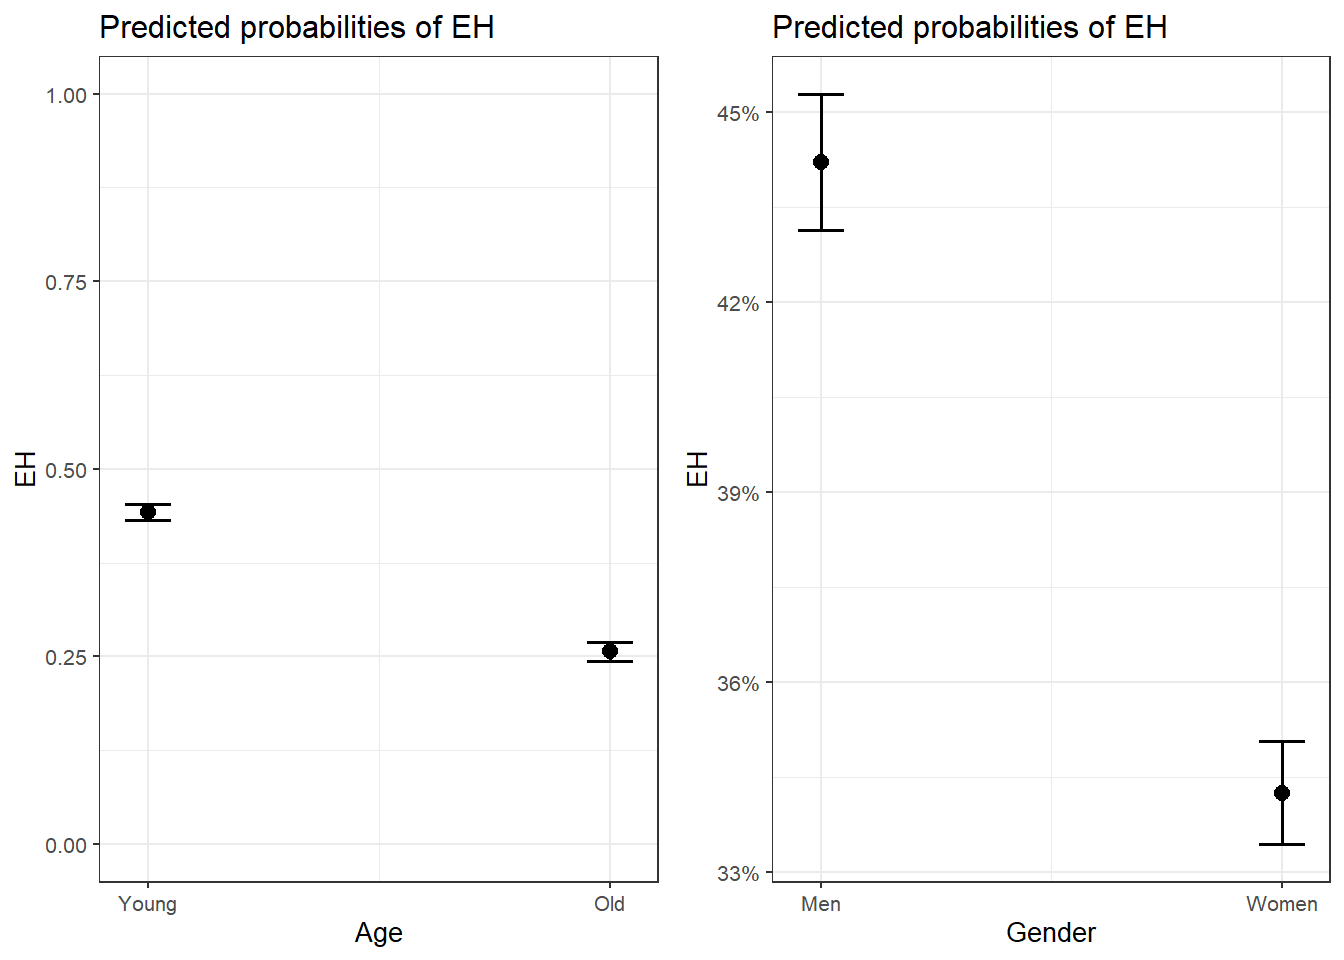 Predicted probabilities of EH
1.00
0.75
0.50
0.25
0.00
EH
Young
Old
Age
Predicted probabilities of EH
45%
42%
39%
36%
33%
EH
Men
Women
Gender